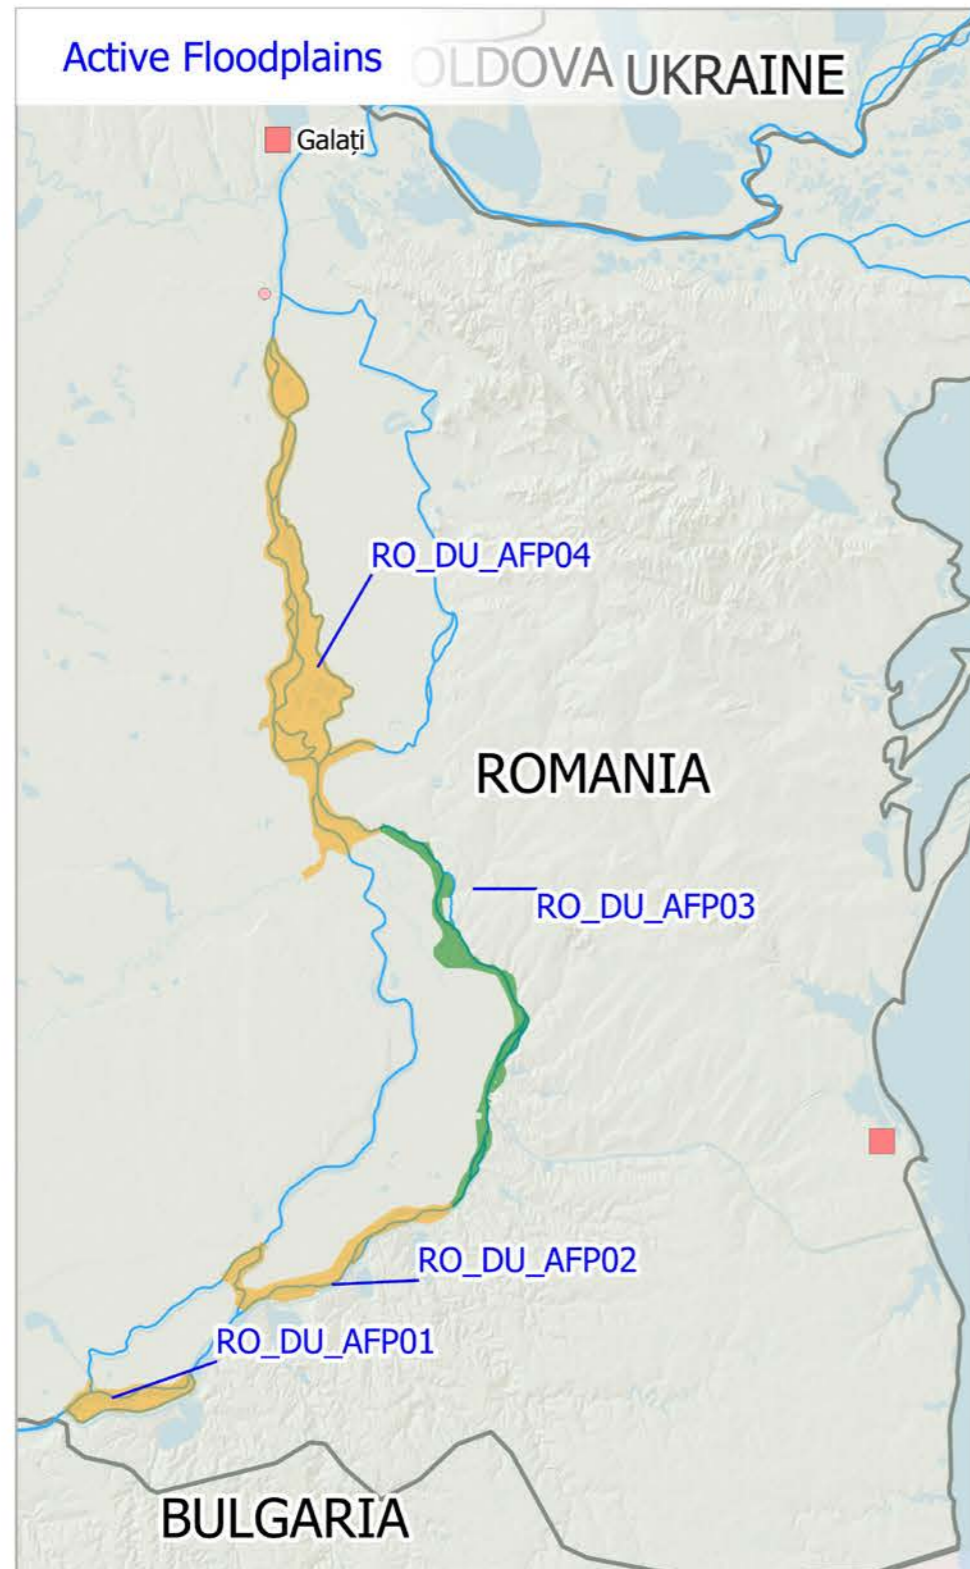 Active Floodplains
OLDOVA UKRAINE
Galați
RO_DU_AFP04
ROMANIA
RO_DU_AFP03
RO_DU_AFP02
RO_DU_AFP01
BULGARIA